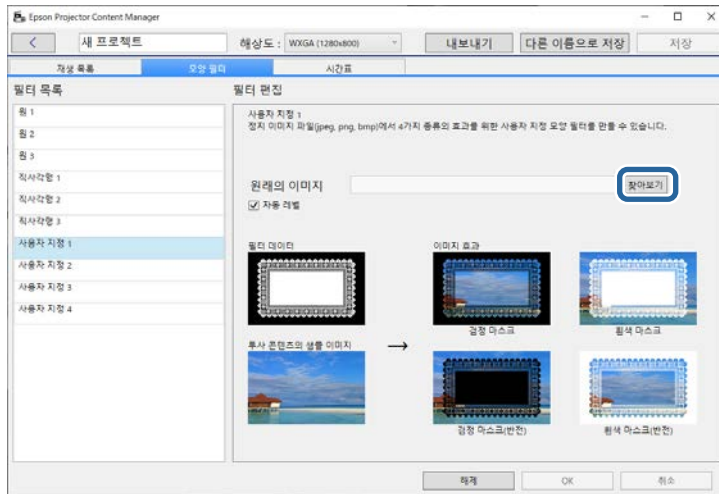 Epson Projector Content Manager
새 프로젝트
해상도 : WXGA (1280x800)
내보내기
다른 이름으로 저장
저장
재생 목록
모양 필터
시간표
필터 목록
필터 편집
원 1
원 2
원 3
직사각형 1
직사각형 2
직사각형 3
사용자 지정 1
사용자 지정 2
사용자 지정 3
사용자 지정 4
사용자 지정 1
정지 이미지 파일(jpeg, png, bmp)에서 4가지 종류의 효과를 위한 사용자 지정 모양 필터를 만들 수 있습니다.
원래의 이미지
찾아보기
자동 레벨
필터 데이터
이미지 효과
검정 마스크
흰색 마스크
투사 콘텐츠의 샘플 이미지
→
검정 마스크(반전)
흰색 마스크(반전)
해제
OK
취소